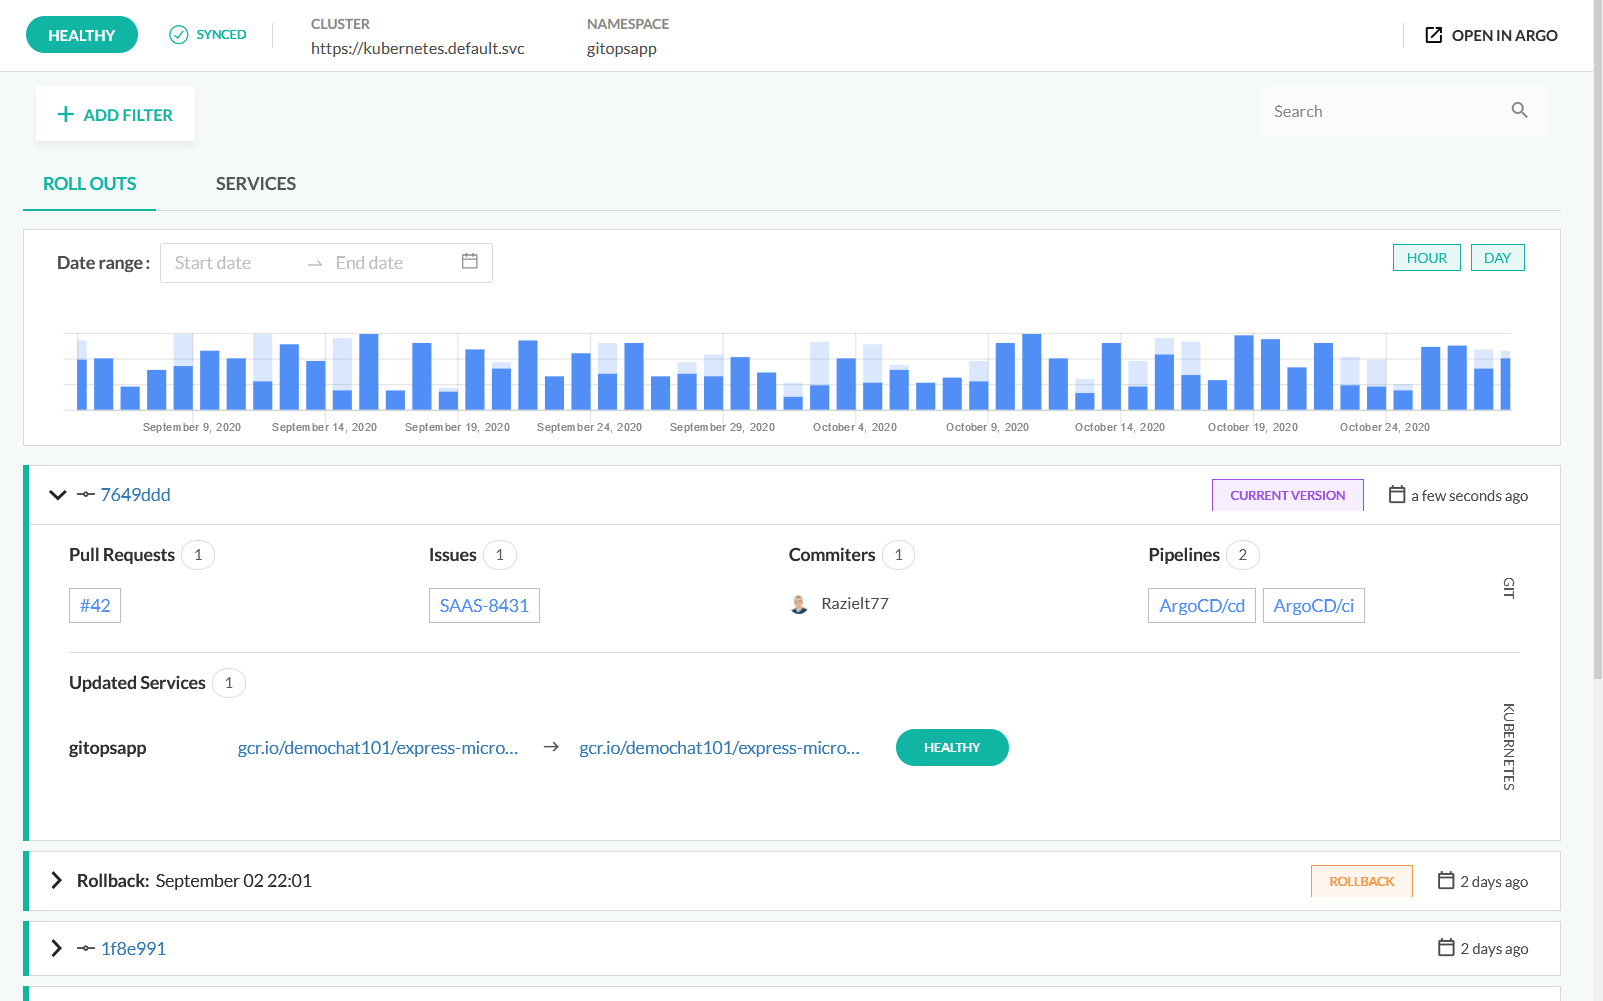 HEALTHY
SYNCED
CLUSTER
https://kubernetes.default.svc
NAMESPACE
gitopsapp
OPEN IN ARGO
ADD FILTER
Search
ROLL OUTS
SERVICES
Date range :
Start date
End date
HOUR
DAY
September 9, 2020
September 14, 2020
September 19, 2020
September 24, 2020
September 29, 2020
October 4, 2020
October 9, 2020
October 14, 2020
October 19, 2020
October 24, 2020
7649ddd
CURRENT VERSION
a few seconds ago
Pull Requests 1
#42
Issues 1
SAAS-8431
Commiters 1
Razielt77
Pipelines 2
ArgoCD/cd
ArgoCD/ci
GIT
Updated Services 1
gitopsapp
gcr.io/demochat101/express-micro...
gcr.io/demochat101/express-micro...
HEALTHY
KUBERNETES
Rollback: September 02 22:01
ROLLBACK
2 days ago
1f8e991
2 days ago